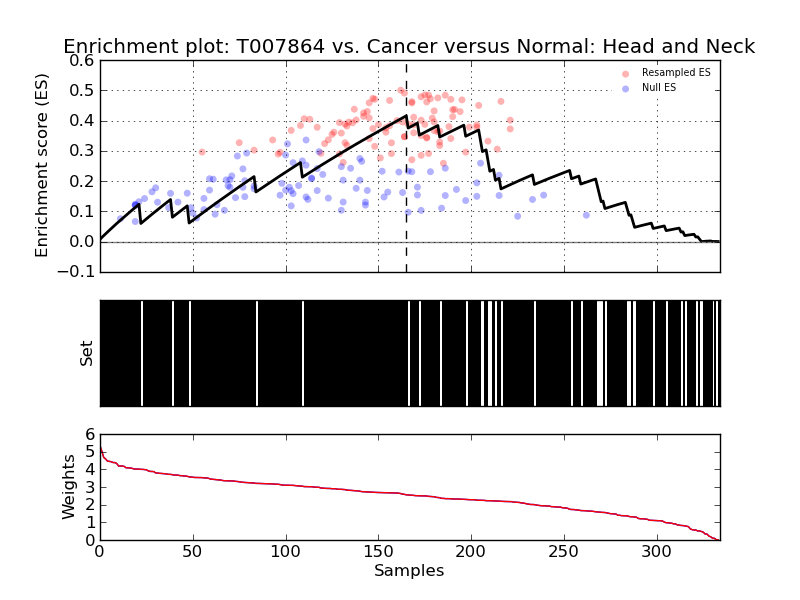 Enrichment plot: T007864 vs. Cancer versus Normal: Head and Neck
0.6
0.5
0.4
0.3
0.2
0.1
0.0
−0.1
Enrichment score (ES)
Resampled ES
Null ES
Set
6
5
4
3
2
1
0
Weights
0 50 100 150 200 250 300
Samples